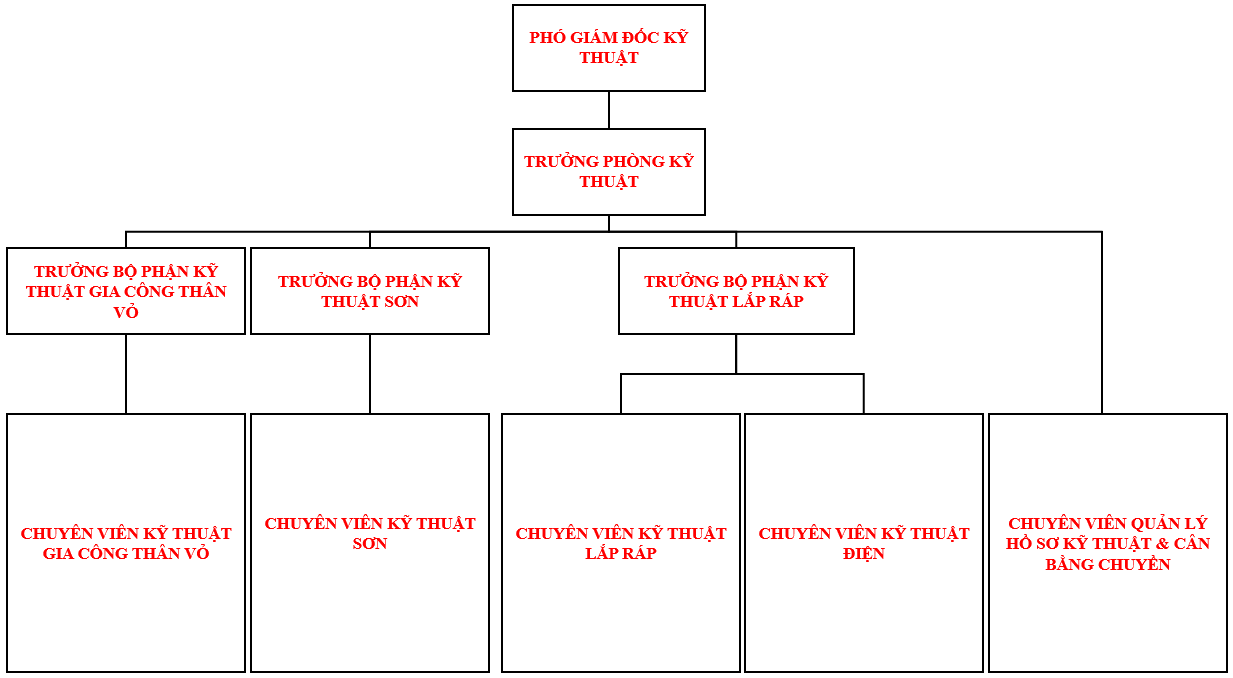 PHÓ GIÁM ĐỐC KỸ
THUẬT
TRƯỞNG PHÒNG KỸ
THUẬT
TRƯỞNG BỘ PHẬN KỸ
THUẬT GIA CÔNG THÂN
VỎ
TRƯỞNG BỘ PHẬN KỸ
THUẬT SƠN
TRƯỞNG BỘ PHẬN KỸ
THUẬT LẮP RÁP
CHUYÊN VIÊN KỸ THUẬT
GIA CÔNG THÂN VỎ
CHUYÊN VIÊN KỸ THUẬT
SƠN
CHUYÊN VIÊN KỸ THUẬT
LẮP RÁP
CHUYÊN VIÊN KỸ THUẬT
ĐIỆN
CHUYÊN VIÊN QUẢN LÝ
HỒ SƠ KỸ THUẬT & CÂN
BẰNG CHUYỀN